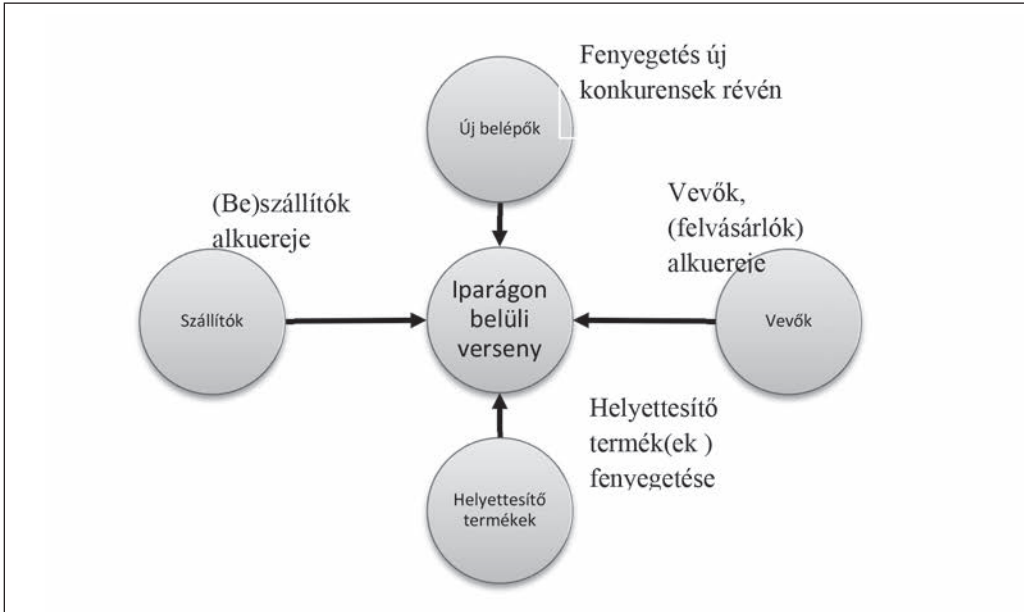 Fenyegetés új
konkurensek révén
Új belépők
(Be)szállítók
alkuereje
Vevők,
(felvásárlók)
alkuereje
Szállítók
Iparágon
belüli
verseny
Vevők
Helyettesítő
termék(ek )
fenyegetése
Helyettesítő
termékek